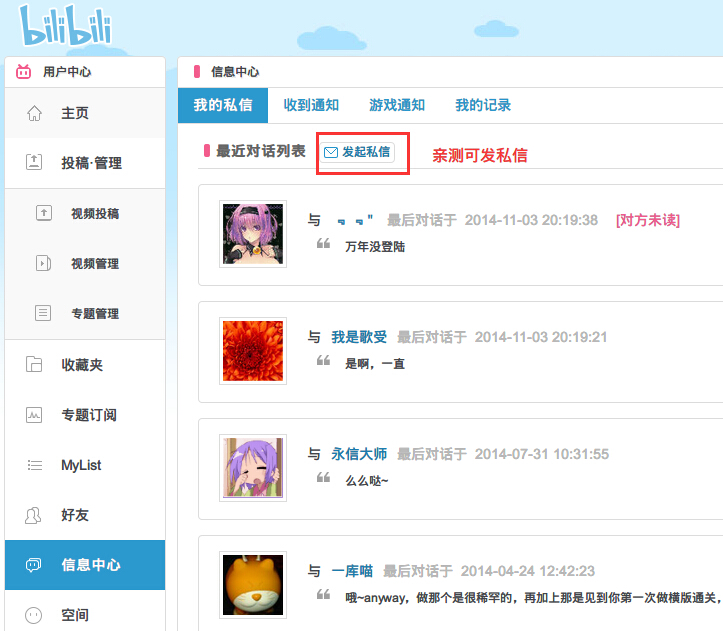 bilibili
用户中心
主页
投稿·管理
视频投稿
视频管理
专题管理
收藏夹
专题订阅
MyList
好友
信息中心
空间
信息中心
我的私信 收到通知 游戏通知 我的记录
最近对话列表 发起私信 亲测可发私信
与 " 最后对话于 2014-11-03 20:19:38 [对方未读]
万年没登陆
与 我是歌受 最后对话于 2014-11-03 20:19:21
是啊，一直
与 永信大师 最后对话于 2014-07-31 10:31:55
么么哒~
与 一库喵 最后对话于 2014-04-24 12:42:23
哦~anyway，做那个是很稀罕的，再加上那是见到你第一次做横版通关，